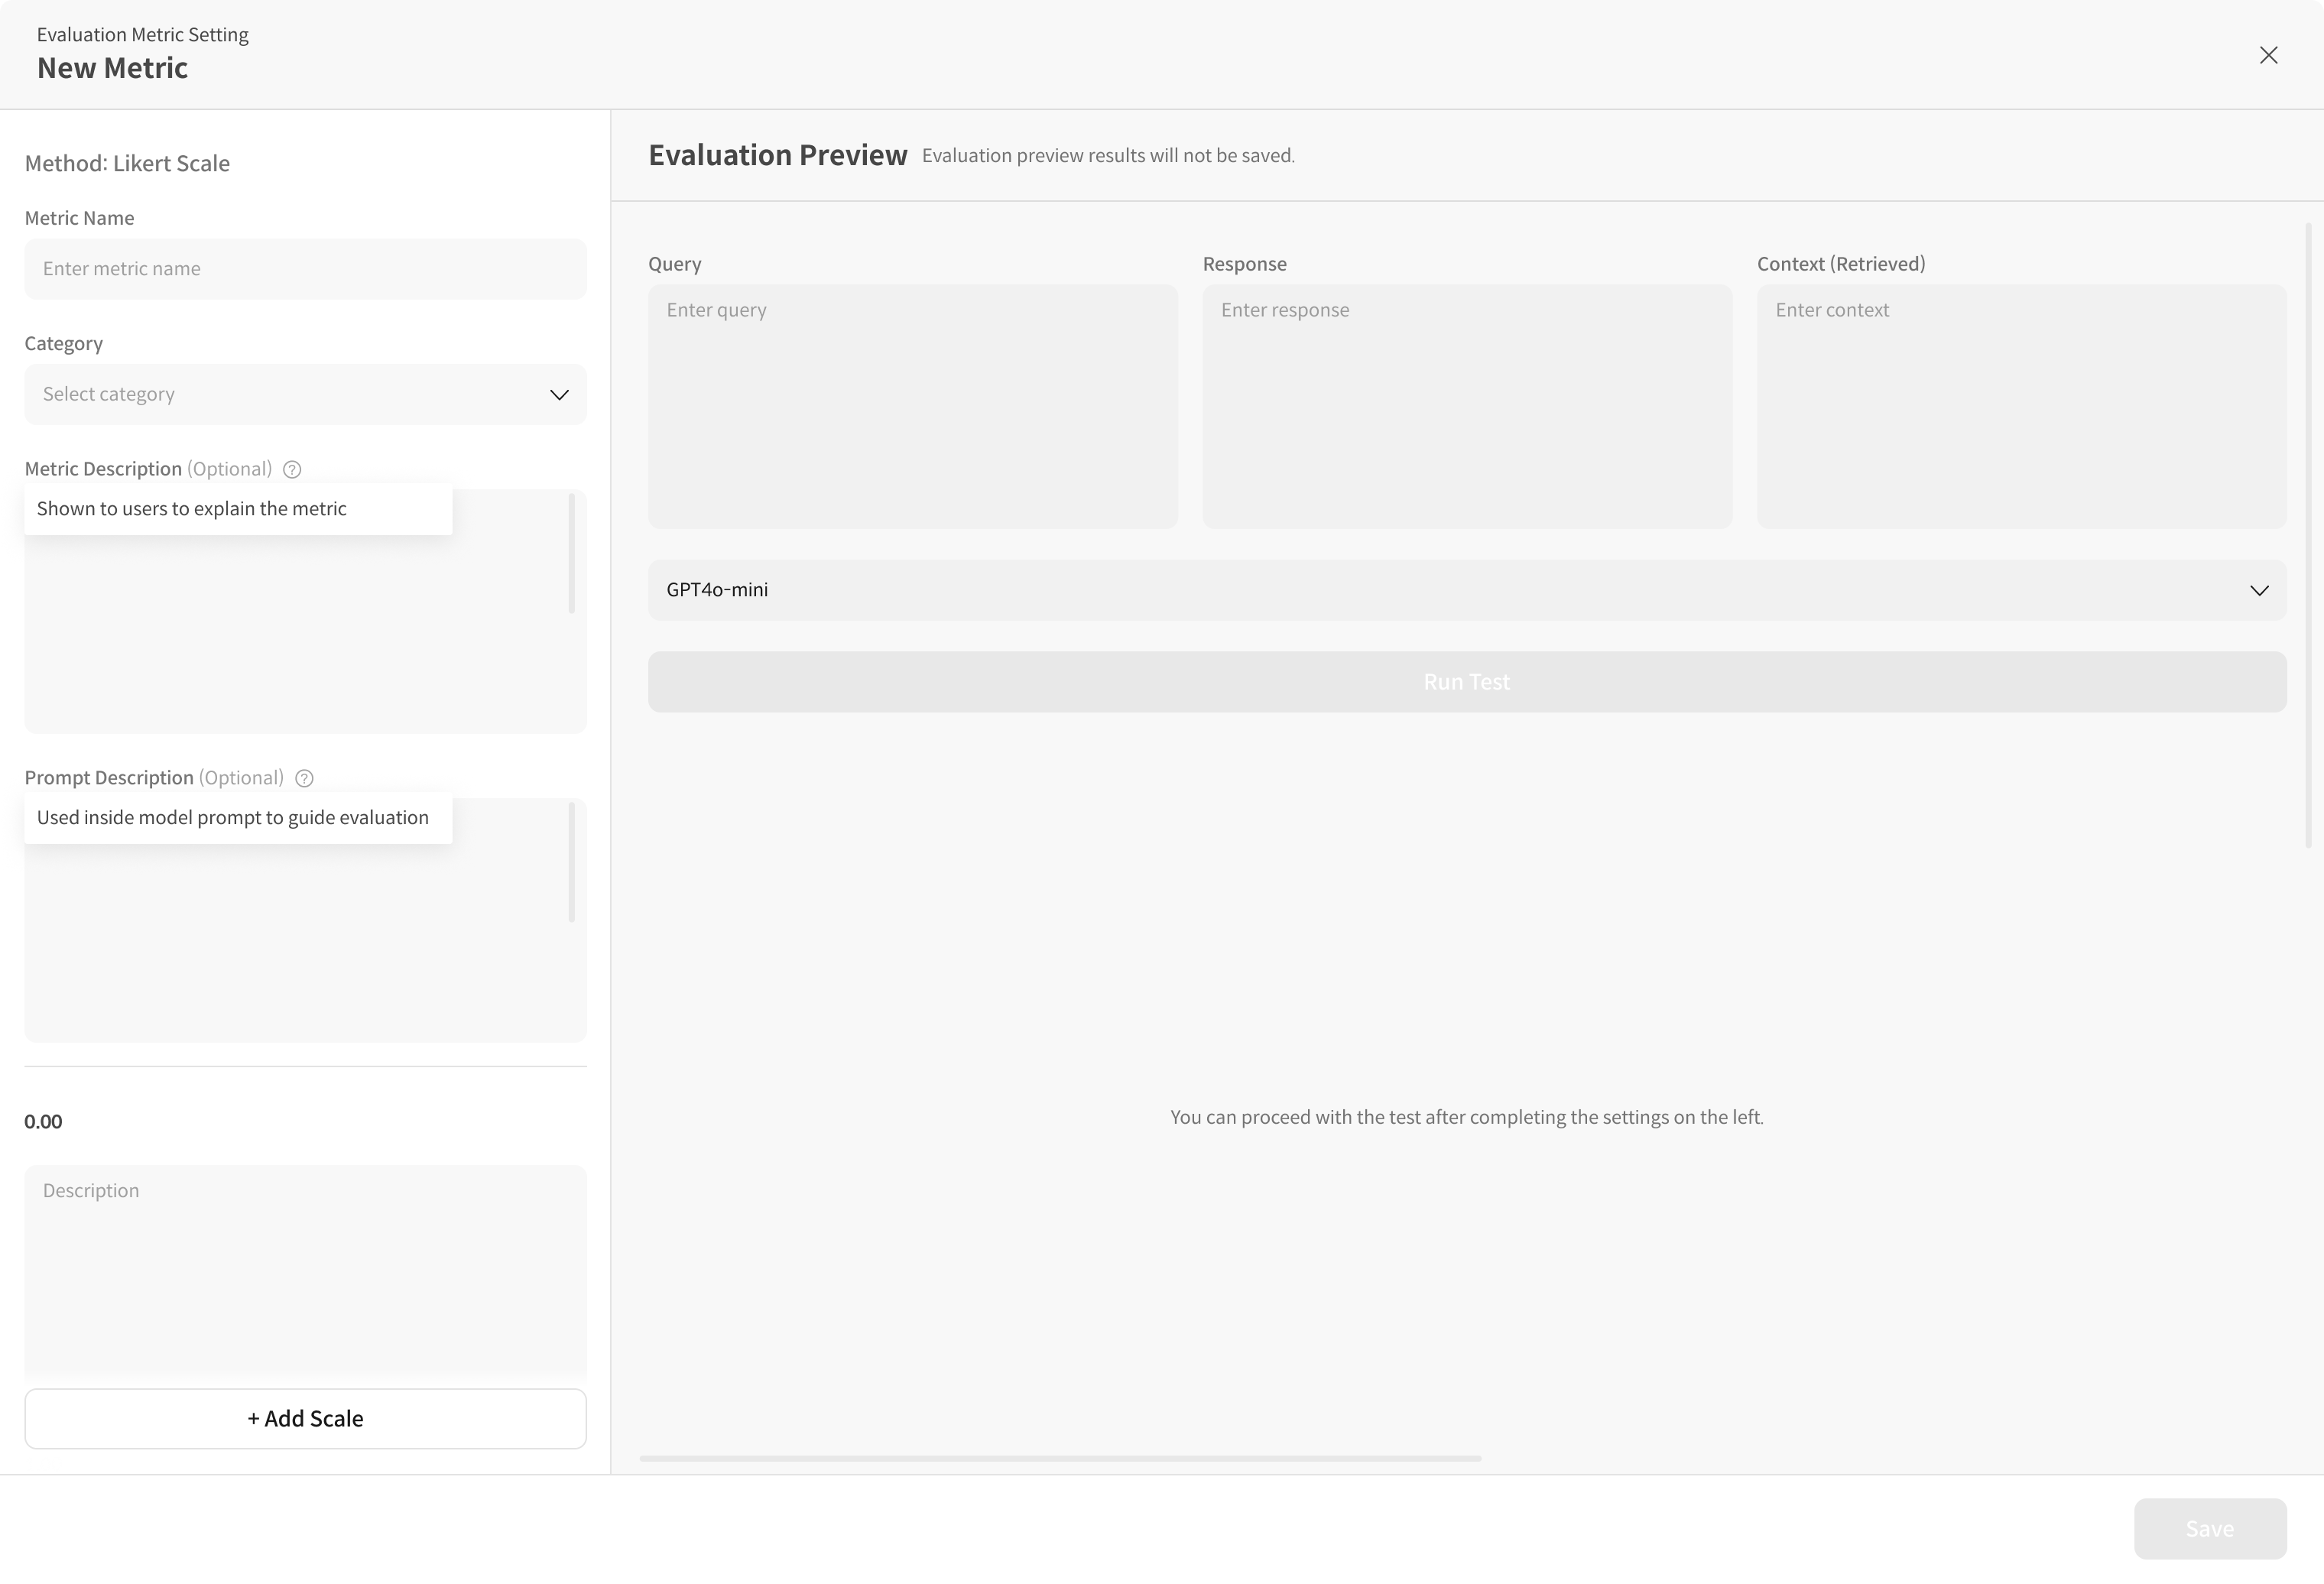 Evaluation Metric Setting
New Metric
Method: Likert Scale
Metric Name
Enter metric name
Category
Select category
Metric Description (Optional) ?
Shown to users to explain the metric
Prompt Description (Optional) ?
Used inside model prompt to guide evaluation
0.00
Description
+ Add Scale
Evaluation Preview Evaluation preview results will not be saved.
Query
Enter query
Response
Enter response
Context (Retrieved)
Enter context
GPT4o-mini
Run Test
You can proceed with the test after completing the settings on the left.
Save